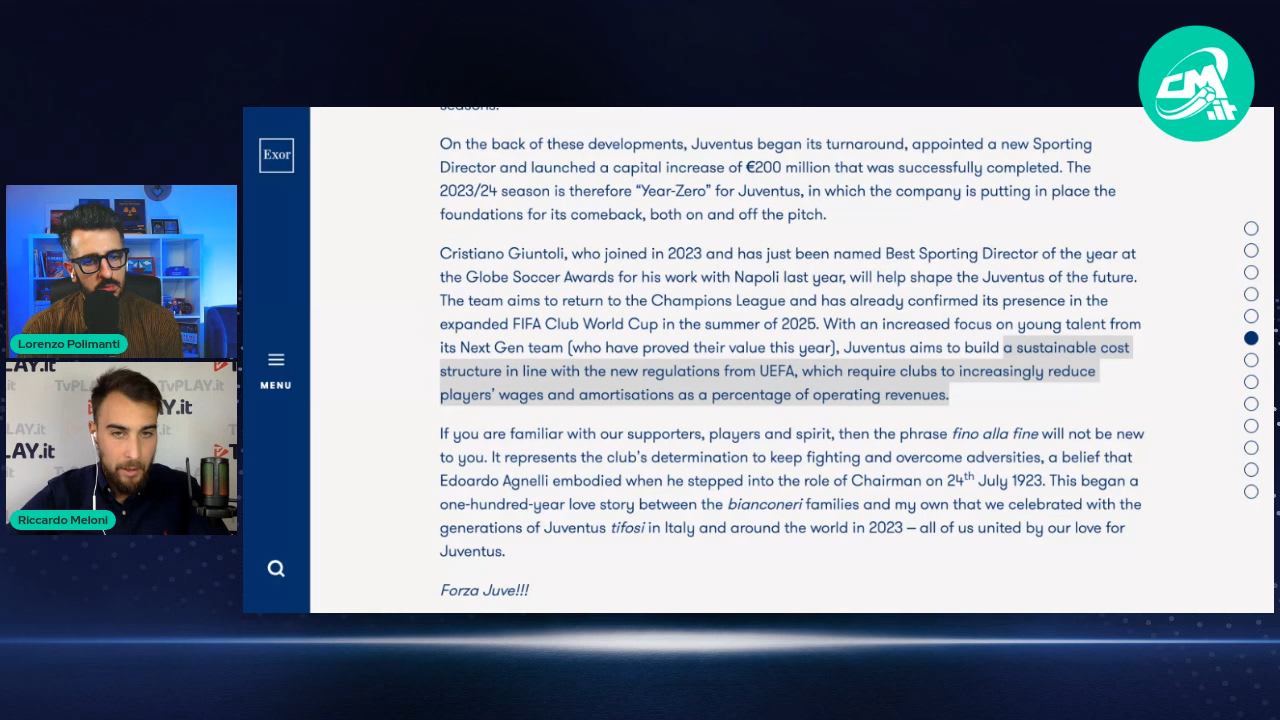 CM.it
seasons.
On the back of these developments, Juventus began its turnaround, appointed a new Sporting
Director and launched a capital increase of €200 million that was successfully completed. The
2023/24 season is therefore “Year-Zero” for Juventus, in which the company is putting in place the
foundations for its comeback, both on and off the pitch.
Cristiano Giuntoli, who joined in 2023 and has just been named Best Sporting Director of the year at
the Globe Soccer Awards for his work with Napoli last year, will help shape the Juventus of the future.
The team aims to return to the Champions League and has already confirmed its presence in the
expanded FIFA Club World Cup in the summer of 2025. With an increased focus on young talent from
its Next Gen team (who have proved their value this year), Juventus aims to build a sustainable cost
structure in line with the new regulations from UEFA, which require clubs to increasingly reduce
players’ wages and amortisations as a percentage of operating revenues.
If you are familiar with our supporters, players and spirit, then the phrase fino alla fine will not be new
to you. It represents the club’s determination to keep fighting and overcome adversities, a belief that
Edoardo Agnelli embodied when he stepped into the role of Chairman on 24th July 1923. This began a
one-hundred-year love story between the bianconeri families and my own that we celebrated with the
generations of Juventus tifosi in Italy and around the world in 2023 – all of us united by our love for
Juventus.
Forza Juve!!!
Exor
MENU
Lorenzo Polimanti
TvPLAY.it
TvPLAY.it
Riccardo Meloni